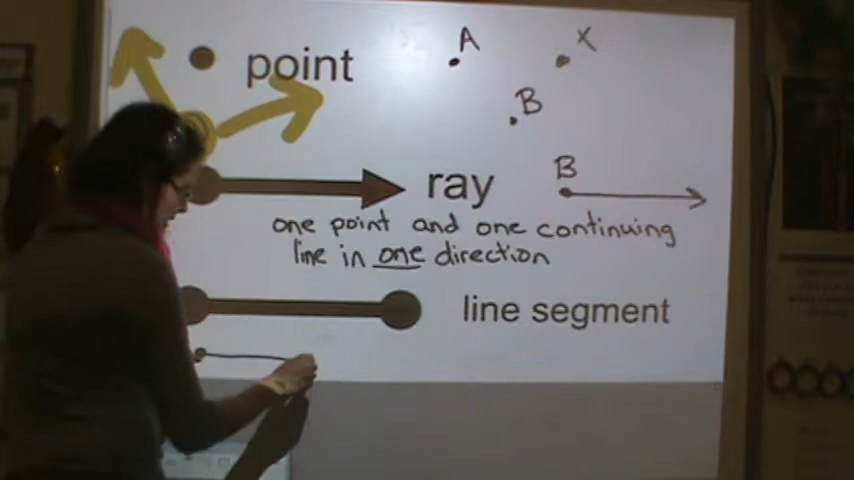 point
A
X
B
ray
B
one point and one continuing
line in one direction
line segment